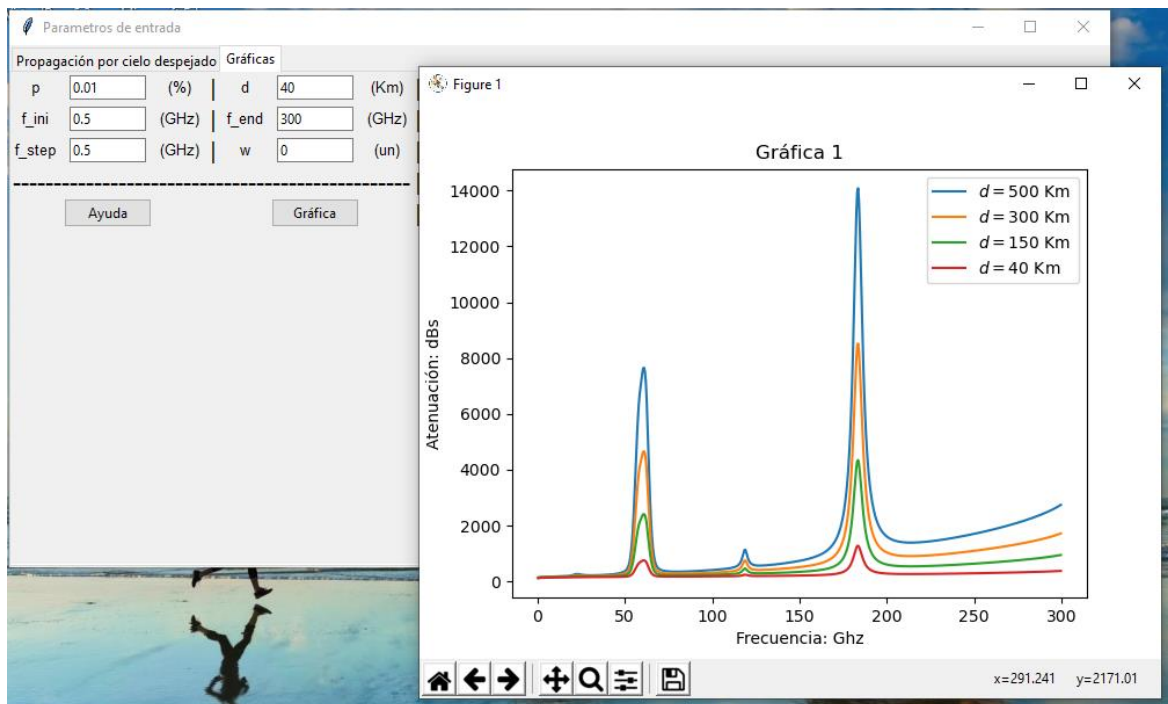 Parametros de entrada
Propagación por cielo despejado Gráficas
p 0.01 (%) | d 40 (Km)
f_ini 0.5 (GHz) | f_end 300 (GHz)
f_step 0.5 (GHz) | w 0 (un)
Ayuda Gráfica
Figure 1
Gráfica 1
14000
12000
10000
8000
6000
4000
2000
0
Atenuación: dBs
d = 500 Km
d = 300 Km
d = 150 Km
d = 40 Km
0 50 100 150 200 250 300
Frecuencia: Ghz
x=291.241 y=2171.01